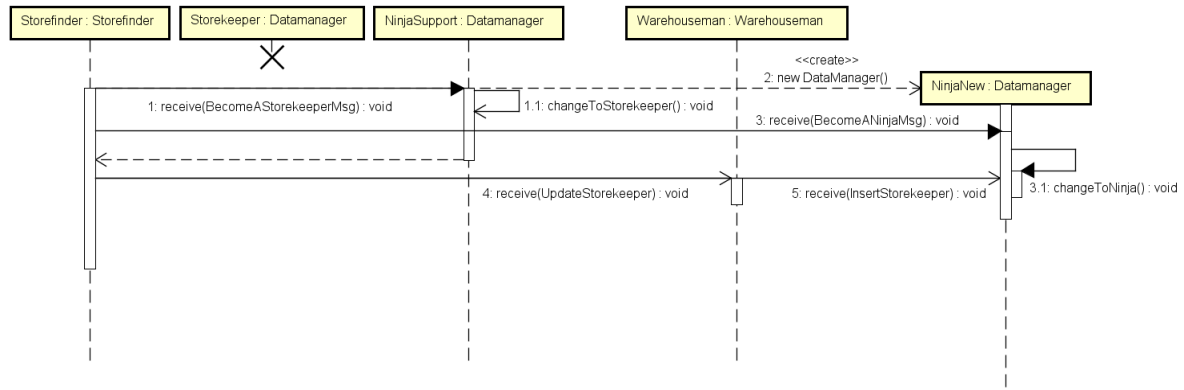 Storefinder : Storefinder
Storekeeper : Datamanager
NinjaSupport : Datamanager
Warehouseman : Warehouseman
<<create>>
2: new DataManager()
NinjaNew : Datamanager
1: receive(BecomeAStorekeeperMsg) : void
1.1: changeToStorekeeper() : void
3: receive(BecomeANinjaMsg) : void
4: receive(UpdateStorekeeper) : void
5: receive(InsertStorekeeper) : void
3.1: changeToNinja() : void